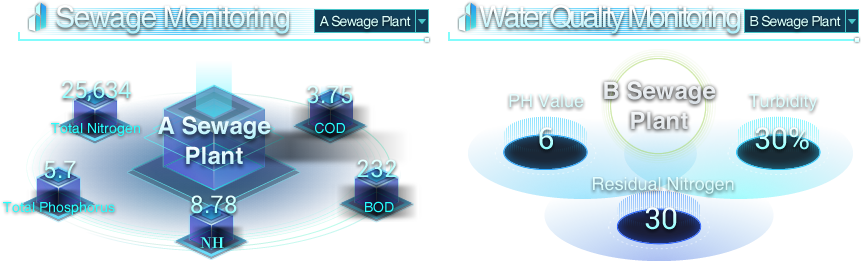 Sewage Monitoring
A Sewage Plant
25,634
Total Nitrogen
3.75
COD
A Sewage
Plant
5.7
Total Phosphorus
232
BOD
8.78
NH
Water Quality Monitoring
B Sewage Plant
PH Value
6
B Sewage
Plant
Turbidity
30%
Residual Nitrogen
30